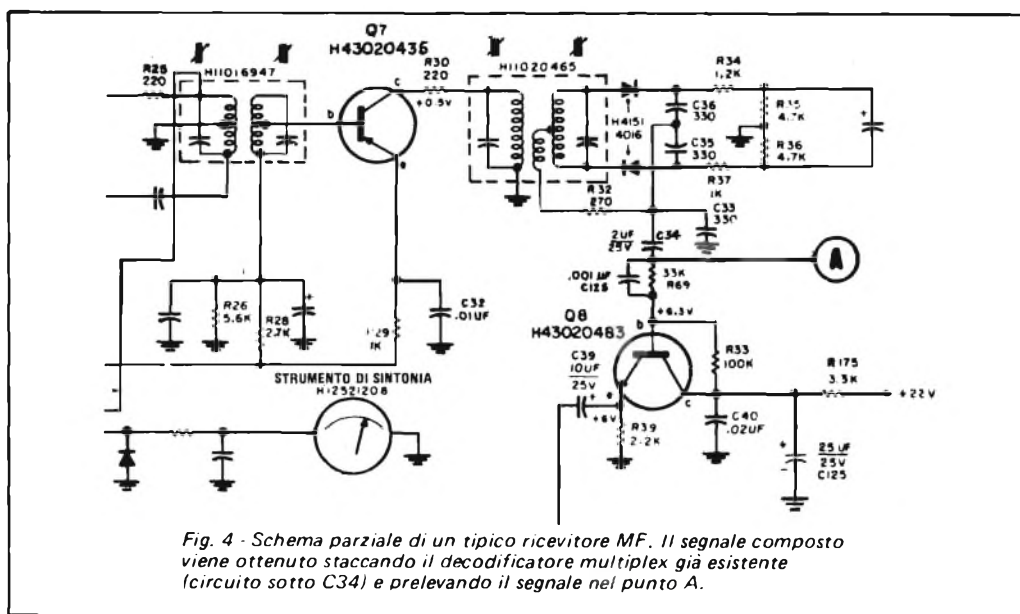 Q7
H43020435
R25
220
H11016947
b
c
e
R30
220
+0.5V
H11020465
H4151
4016
C36
330
C35
330
R34
1,2K
R35
4.7K
R36
4.7K
+
R37
1K
R32
270
C33
330
2UF
25V
C34
A
.001UF
C125
33K
R69
+6.3V
Q8
H43020483
b
e
c
R33
100K
R175
3.3K
+22V
C39
10UF
25V
+
+6V
R39
2.2K
C40
.02UF
+
25UF
25V
C125
-
R26
5.6K
R28
2.7K
+
R29
1K
C32
.01UF
STRUMENTO DI SINTONIA
H12521208
Fig. 4 - Schema parziale di un tipico ricevitore MF. Il segnale composto
viene ottenuto staccando il decodificatore multiplex già esistente
(circuito sotto C34) e prelevando il segnale nel punto A.